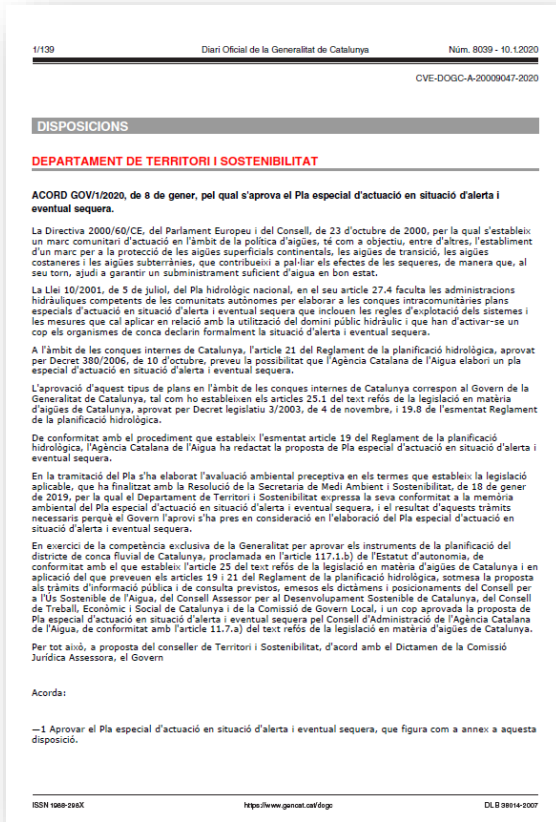 1/139 Diari Oficial de la Generalitat de Catalunya Núm. 8039 - 10.1.2020
CVE-DOGC-A-20009047-2020
DISPOSICIONS
DEPARTAMENT DE TERRITORI I SOSTENIBILITAT
ACORD GOV/1/2020, de 8 de gener, pel qual s'aprova el Pla especial d'actuació en situació d'alerta i
eventual sequera.
La Directiva 2000/60/CE, del Parlament Europeu i del Consell, de 23 d'octubre de 2000, per la qual s'estableix
un marc comunitari d'actuació en l'àmbit de la política d'aigües, té com a objectiu, entre d'altres, l'establiment
d'un marc per a la protecció de les aigües superficials continentals, les aigües de transició, les aigües
costaneres i les aigües subterrànies, que contribueixi a pal·liar els efectes de les sequeres, de manera que, al
seu torn, ajudi a garantir un subministrament suficient d'aigua en bon estat.
La Llei 10/2001, de 5 de juliol, del Pla hidrològic nacional, en el seu article 27.4 faculta les administracions
hidràuliques competents de les comunitats autònomes per elaborar a les conques intracomunitàries plans
especials d'actuació en situació d'alerta i eventual sequera que inclouen les regles d'explotació dels sistemes i
les mesures que cal aplicar en relació amb la utilització del domini públic hidràulic i que han d'activar-se un
cop els organismes de conca declarin formalment la situació d'alerta i eventual sequera.
A l'àmbit de les conques internes de Catalunya, l'article 21 del Reglament de la planificació hidrològica, aprovat
per Decret 380/2006, de 10 d'octubre, preveu la possibilitat que l'Agència Catalana de l'Aigua elabori un pla
especial d'actuació en situació d'alerta i eventual sequera.
L'aprovació d'aquest tipus de plans en l'àmbit de les conques internes de Catalunya correspon al Govern de la
Generalitat de Catalunya, tal com ho estableixen els articles 25.1 del text refós de la legislació en matèria
d'aigües de Catalunya, aprovat per Decret legislatiu 3/2003, de 4 de novembre, i 19.8 de l'esmentat Reglament
de la planificació hidrològica.
De conformitat amb el procediment que estableix l'esmentat article 19 del Reglament de la planificació
hidrològica, l'Agència Catalana de l'Aigua ha redactat la proposta de Pla especial d'actuació en situació d'alerta i
eventual sequera.
En la tramitació del Pla s'ha elaborat l'avaluació ambiental preceptiva en els termes que estableix la legislació
aplicable, que ha finalitzat amb la Resolució de la Secretaria de Medi Ambient i Sostenibilitat, de 18 de gener
de 2019, per la qual el Departament de Territori i Sostenibilitat expressa la seva conformitat a la memòria
ambiental del Pla especial d'actuació en situació d'alerta i eventual sequera, i el resultat d'aquests tràmits
necessaris perquè el Govern l'aprovi s'ha pres en consideració en l'elaboració del Pla especial d'actuació en
situació d'alerta i eventual sequera.
En exercici de la competència exclusiva de la Generalitat per aprovar els instruments de la planificació del
districte de conca fluvial de Catalunya, proclamada en l'article 117.1.b) de l'Estatut d'autonomia, de
conformitat amb el que estableix l'article 25 del text refós de la legislació en matèria d'aigües de Catalunya i en
aplicació del que preveuen els articles 19 i 21 del Reglament de la planificació hidrològica, sotmesa la proposta
als tràmits d'informació pública i de consulta previstos, emesos els dictàmens i posicionaments del Consell per
a l'Ús Sostenible de l'Aigua, del Consell Assessor per al Desenvolupament Sostenible de Catalunya, del Consell
de Treball, Econòmic i Social de Catalunya i de la Comissió de Govern Local, i un cop aprovada la proposta de
Pla especial d'actuació en situació d'alerta i eventual sequera pel Consell d'Administració de l'Agència Catalana
de l'Aigua, de conformitat amb l'article 11.7.a) del text refós de la legislació en matèria d'aigües de Catalunya.
Per tot això, a proposta del conseller de Territori i Sostenibilitat, d'acord amb el Dictamen de la Comissió
Jurídica Assessora, el Govern
Acorda:
—1 Aprovar el Pla especial d'actuació en situació d'alerta i eventual sequera, que figura com a annex a aquesta
disposició.
ISSN 1988-298X https://www.gencat.cat/dogc DLB 38014-2007